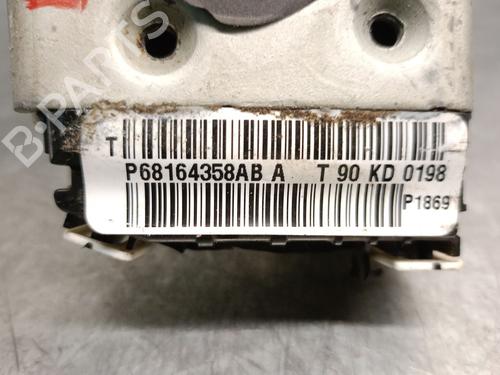 B-PARTS
T
P68164358AB A T 90 KD 0198
P1869